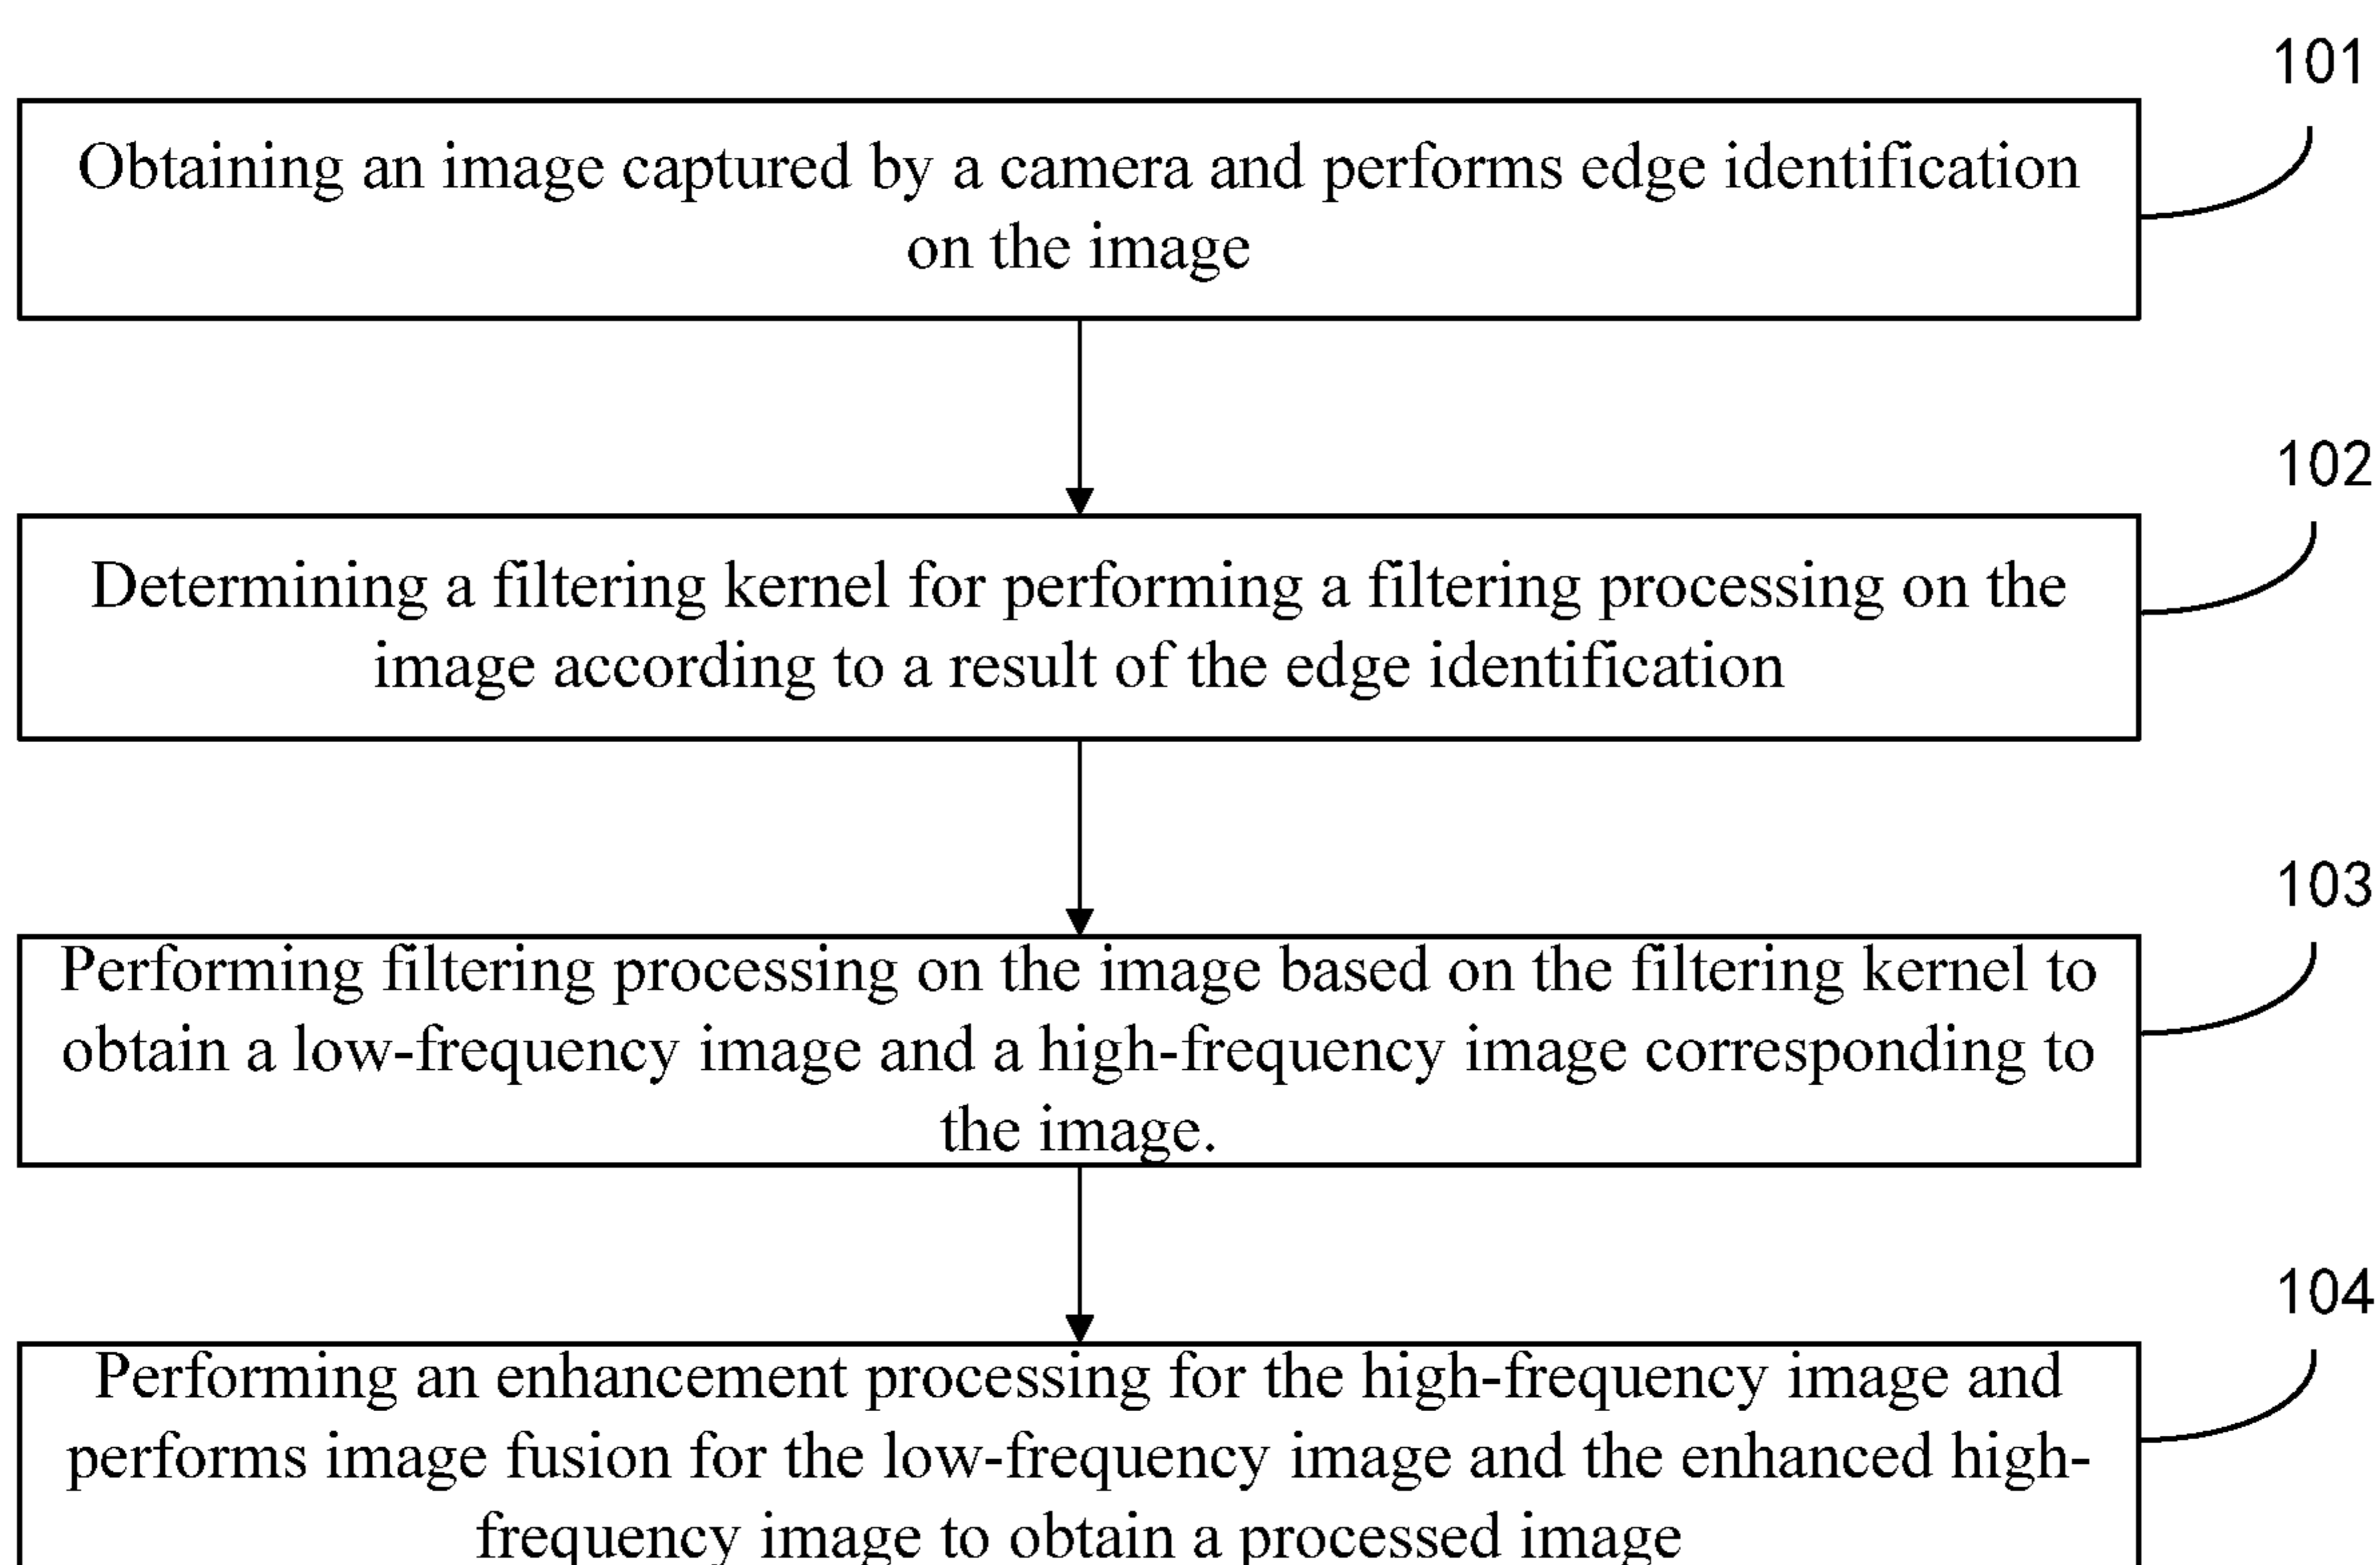 101
Obtaining an image captured by a camera and performs edge identification
on the image
102
Determining a filtering kernel for performing a filtering processing on the
image according to a result of the edge identification
103
Performing filtering processing on the image based on the filtering kernel to
obtain a low-frequency image and a high-frequency image corresponding to
the image.
104
Performing an enhancement processing for the high-frequency image and
performs image fusion for the low-frequency image and the enhanced high-
frequency image to obtain a processed image